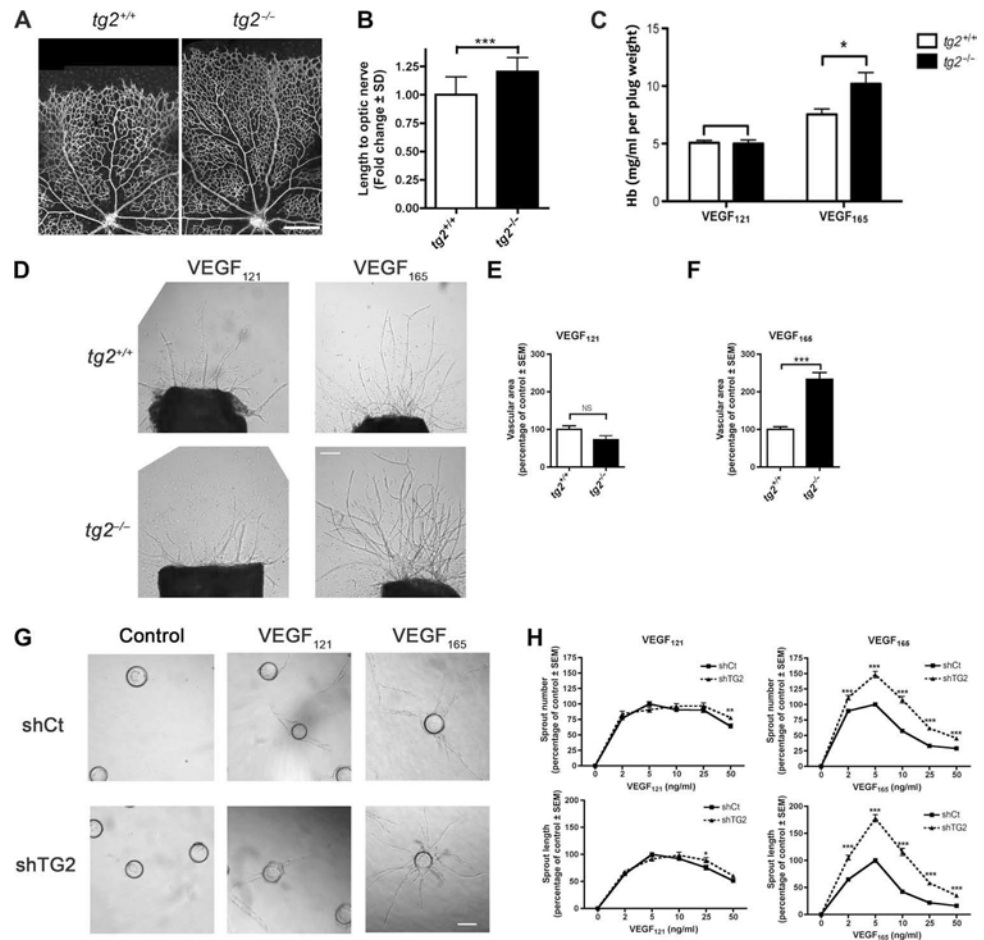 A
tg2+/+
tg2−/−
B
***
Length to optic nerve
(Fold change ± SD)
1.25
1.00
0.75
0.50
0.25
0.00
tg2+/+
tg2−/−
C
Hb (mg/ml per plug weight)
15
10
5
0
*
VEGF121
VEGF165
tg2+/+
tg2−/−
D
VEGF121
VEGF165
tg2+/+
tg2−/−
E
VEGF121
Vascular area
(percentage of control ± SEM)
300
200
100
0
NS
tg2+/+
tg2−/−
F
VEGF165
Vascular area
(percentage of control ± SEM)
300
200
100
0
***
tg2+/+
tg2−/−
G
Control
VEGF121
VEGF165
shCt
shTG2
H
VEGF121
Sprout number
(percentage of control ± SEM)
175
150
125
100
75
50
25
0
shCt
shTG2
**
0 2 5 10 25 50
VEGF121 (ng/ml)
VEGF166
Sprout number
(percentage of control ± SEM)
175
150
125
100
75
50
25
0
shCt
shTG2
*** *** *** *** ***
0 2 5 10 25 50
VEGF165 (ng/ml)
Sprout length
(percentage of control ± SEM)
200
150
100
50
0
shCt
shTG2
*
0 2 5 10 25 50
VEGF121 (ng/ml)
Sprout length
(percentage of control ± SEM)
200
150
100
50
0
shCt
shTG2
*** *** *** *** ***
0 2 5 10 25 50
VEGF165 (ng/ml)